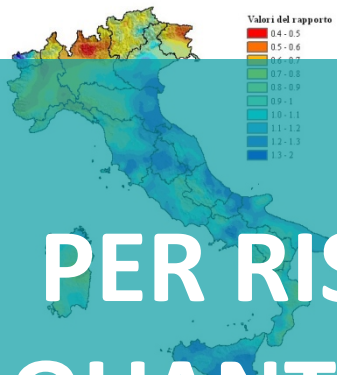 Valori del rapporto
0.4 - 0.5
0.5 - 0.6
0.6 - 0.7
0.7 - 0.8
0.8 - 0.9
0.9 - 1
1.0 - 1.1
1.1 - 1.2
1.2 - 1.3
1.3 - 2
PER RIS
QUANT